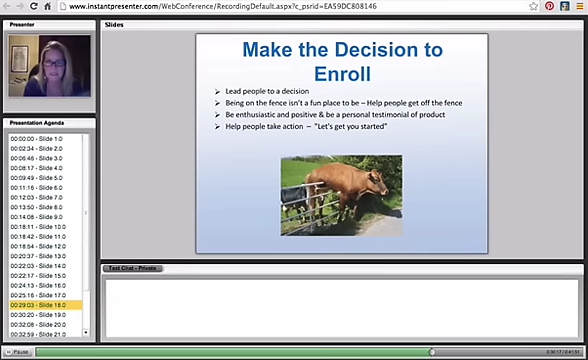 www.instantpresenter.com/WebConference/RecordingDefault.aspx?c_psrid=EA59DC808146
Presenter
Slides
Make the Decision to
Enroll
Lead people to a decision
Being on the fence isn't a fun place to be – Help people get off the fence
Be enthusiastic and positive & be a personal testimonial of product
Help people take action – "Let's get you started"
Presentation Agenda
00:00:00 - Slide 1.0
00:02:34 - Slide 2.0
00:06:46 - Slide 3.0
00:08:17 - Slide 4.0
00:09:49 - Slide 5.0
00:11:16 - Slide 6.0
00:12:03 - Slide 7.0
00:13:50 - Slide 8.0
00:14:08 - Slide 9.0
00:18:11 - Slide 10.0
00:18:42 - Slide 11.0
00:18:54 - Slide 12.0
00:20:37 - Slide 13.0
00:22:03 - Slide 14.0
00:22:17 - Slide 15.0
00:24:13 - Slide 16.0
00:25:16 - Slide 17.0
00:29:03 - Slide 18.0
00:30:20 - Slide 19.0
00:32:08 - Slide 20.0
00:32:59 - Slide 21.0
Text Chat - Private
Pause